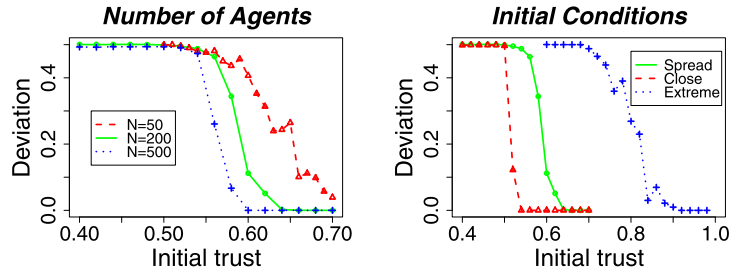 Number of Agents
Deviation
0.0 0.2 0.4
N=50
N=200
N=500
0.40 0.50 0.60 0.70
Initial trust
Initial Conditions
Deviation
0.0 0.2 0.4
Spread
Close
Extreme
0.4 0.6 0.8 1.0
Initial trust